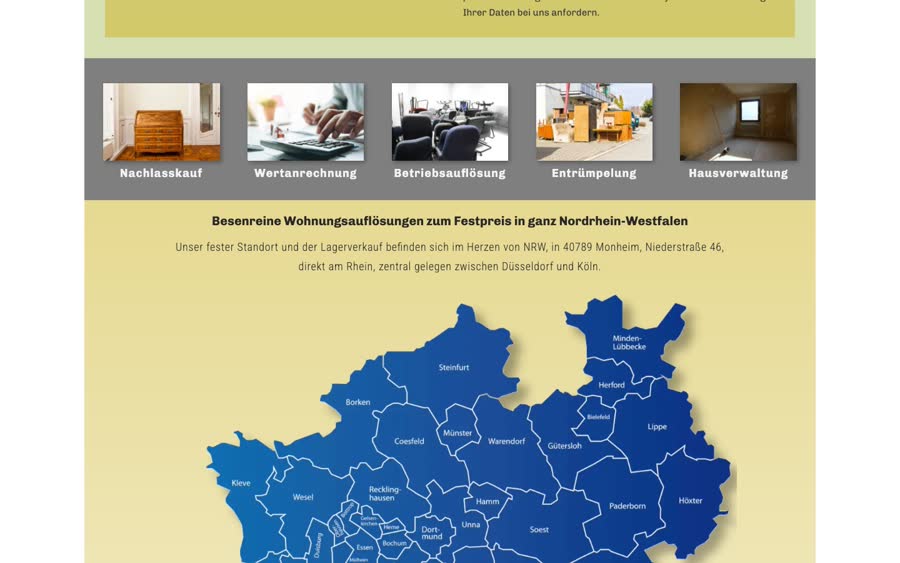 Ihrer Daten bei uns anfordern.
Nachlasskauf
Wertanrechnung
Betriebsauflösung
Entrümpelung
Hausverwaltung
Besenreine Wohnungsauflösungen zum Festpreis in ganz Nordrhein-Westfalen
Unser fester Standort und der Lagerverkauf befinden sich im Herzen von NRW, in 40789 Monheim, Niederstraße 46,
direkt am Rhein, zentral gelegen zwischen Düsseldorf und Köln.
Minden-
Lübbecke
Steinfurt
Herford
Borken
Bielefeld
Lippe
Münster
Coesfeld
Warendorf
Gütersloh
Kleve
Reckling-
hausen
Wesel
Hamm
Paderborn
Höxter
Gelsen-
kirchen
Herne
Dort-
mund
Unna
Soest
Duisburg
Essen
Bochum